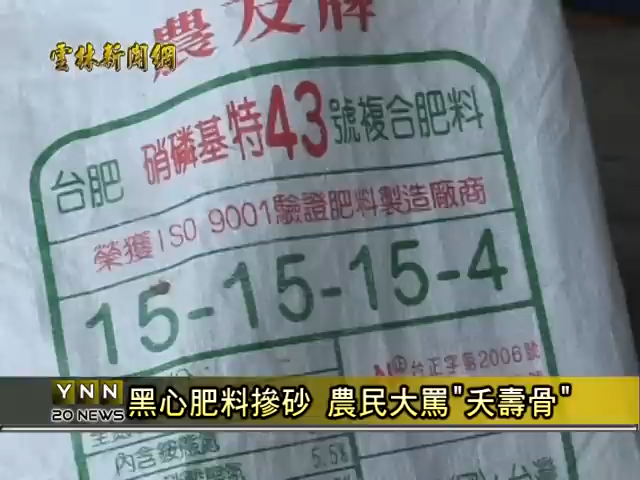 農友牌
雲林新聞網
台肥 硝磷基特43號複合肥料
榮獲ISO 9001驗證肥料製造廠商
15-15-15-4
台正字第2006號
YNN
20 NEWS
黑心肥料摻砂 農民大罵"夭壽骨"
內含銨態氮
5.5%